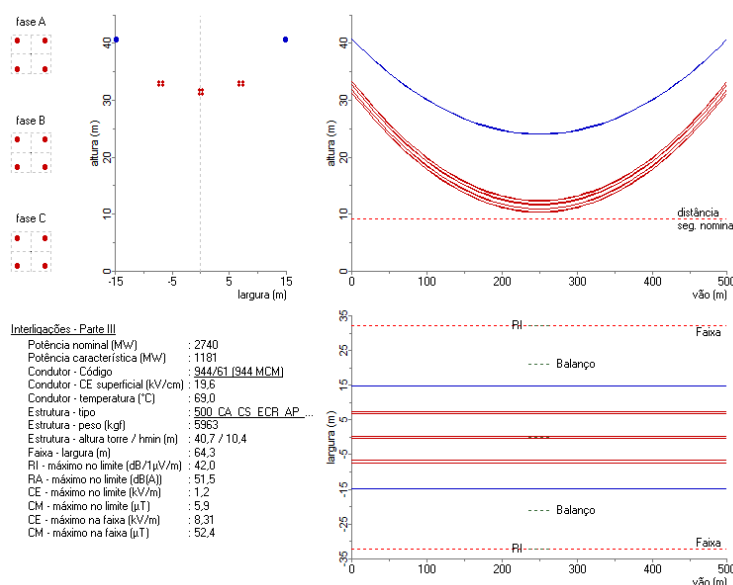 fase A
fase B
fase C
altura (m)
40
30
20
10
0
-15
-5
5
15
largura (m)
altura (m)
40
30
20
10
0
distância
seg. nomina
0
100
200
300
400
500
vão (m)
Interligações - Parte III
Potência nominal (MW) : 2740
Potência característica (MW) : 1181
Condutor - Código : 944/61 (944 MCM)
Condutor - CE superficial (kV/cm) : 19,6
Condutor - temperatura (°C) : 69,0
Estrutura - tipo : 500_CA_CS_ECR_AP_...
Estrutura - peso (kgf) : 5963
Estrutura - altura torre / hmin (m) : 40,7 / 10,4
Faixa - largura (m) : 64,3
RI - máximo no limite (dB/1µV/m) : 42,0
RA - máximo no limite (dB(A)) : 51,5
CE - máximo no limite (kV/m) : 1,2
CM - máximo no limite (µT) : 5,9
CE - máximo na faixa (kV/m) : 8,31
CM - máximo na faixa (µT) : 52,4
largura (m)
35
25
15
5
-5
-15
-25
-35
RI
Faixa
Balanço
Balanço
RI
Faixa
0
100
200
300
400
500
vão (m)